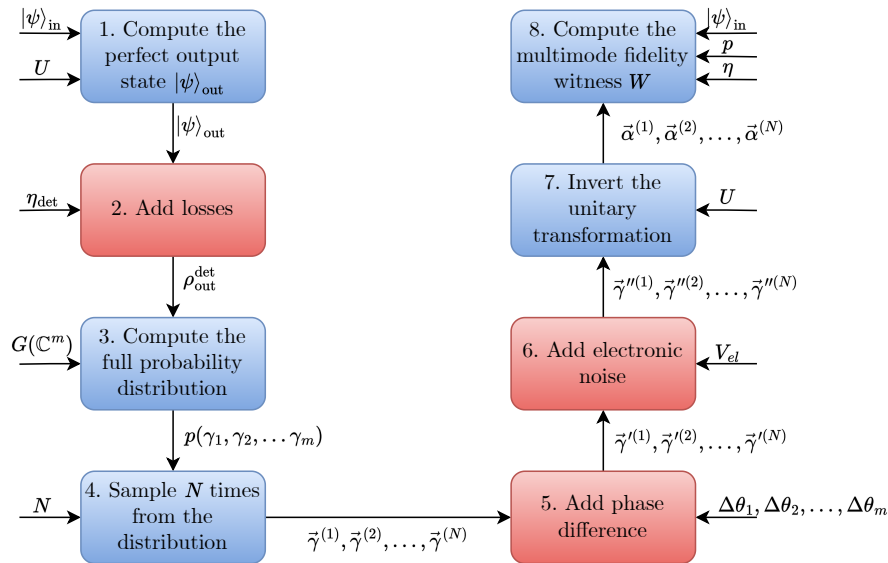 |ψ⟩in
U
1. Compute the
perfect output
state |ψ⟩out
|ψ⟩out
ηdet
2. Add losses
ρ^det_out
G(ℂ^m)
3. Compute the
full probability
distribution
p(γ₁, γ₂, … γₘ)
N
4. Sample N times
from the
distribution
γ⃗^(1), γ⃗^(2), …, γ⃗^(N)
5. Add phase
difference
Δθ₁, Δθ₂, …, Δθₘ
γ⃗′^(1), γ⃗′^(2), …, γ⃗′^(N)
6. Add electronic
noise
V_el
γ⃗″^(1), γ⃗″^(2), …, γ⃗″^(N)
7. Invert the
unitary
transformation
U
α⃗^(1), α⃗^(2), …, α⃗^(N)
8. Compute the
multimode fidelity
witness W
|ψ⟩in
p
η